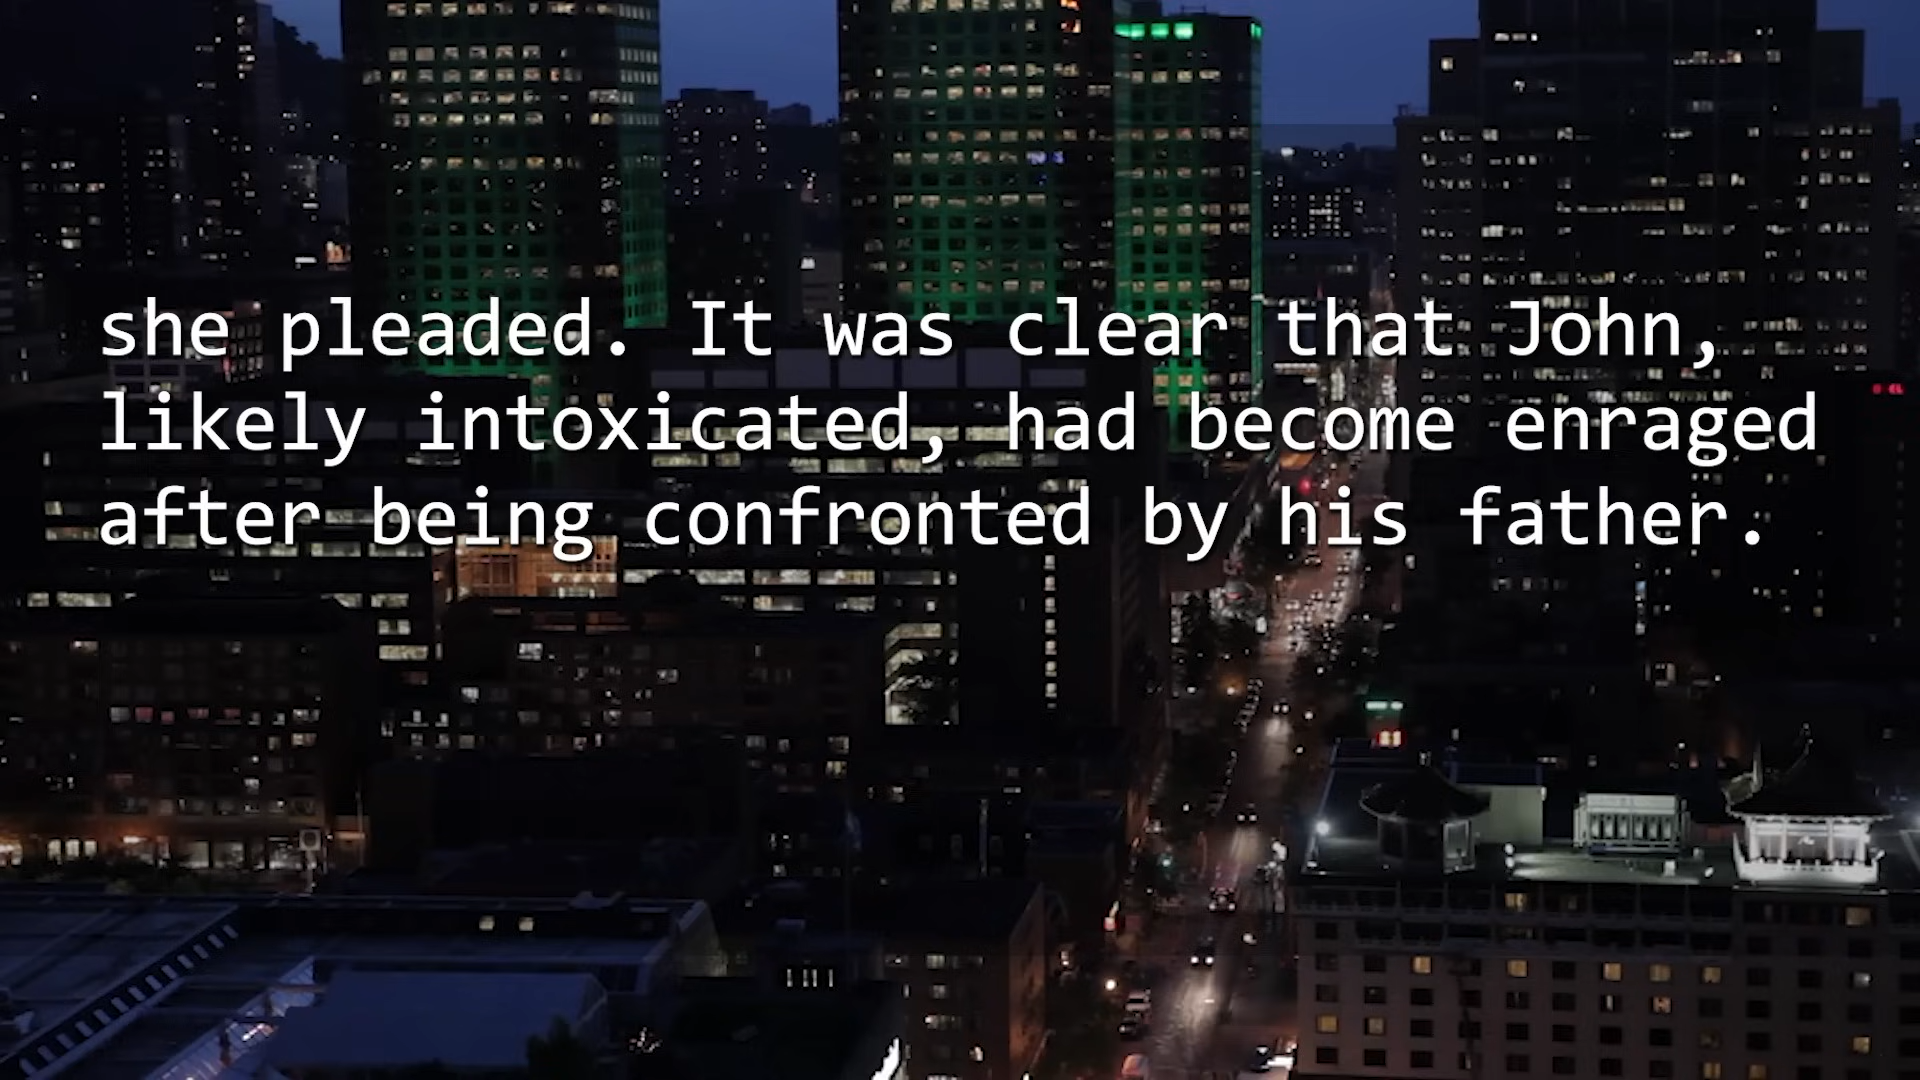 she pleaded. It was clear that John,
likely intoxicated, had become enraged
after being confronted by his father.